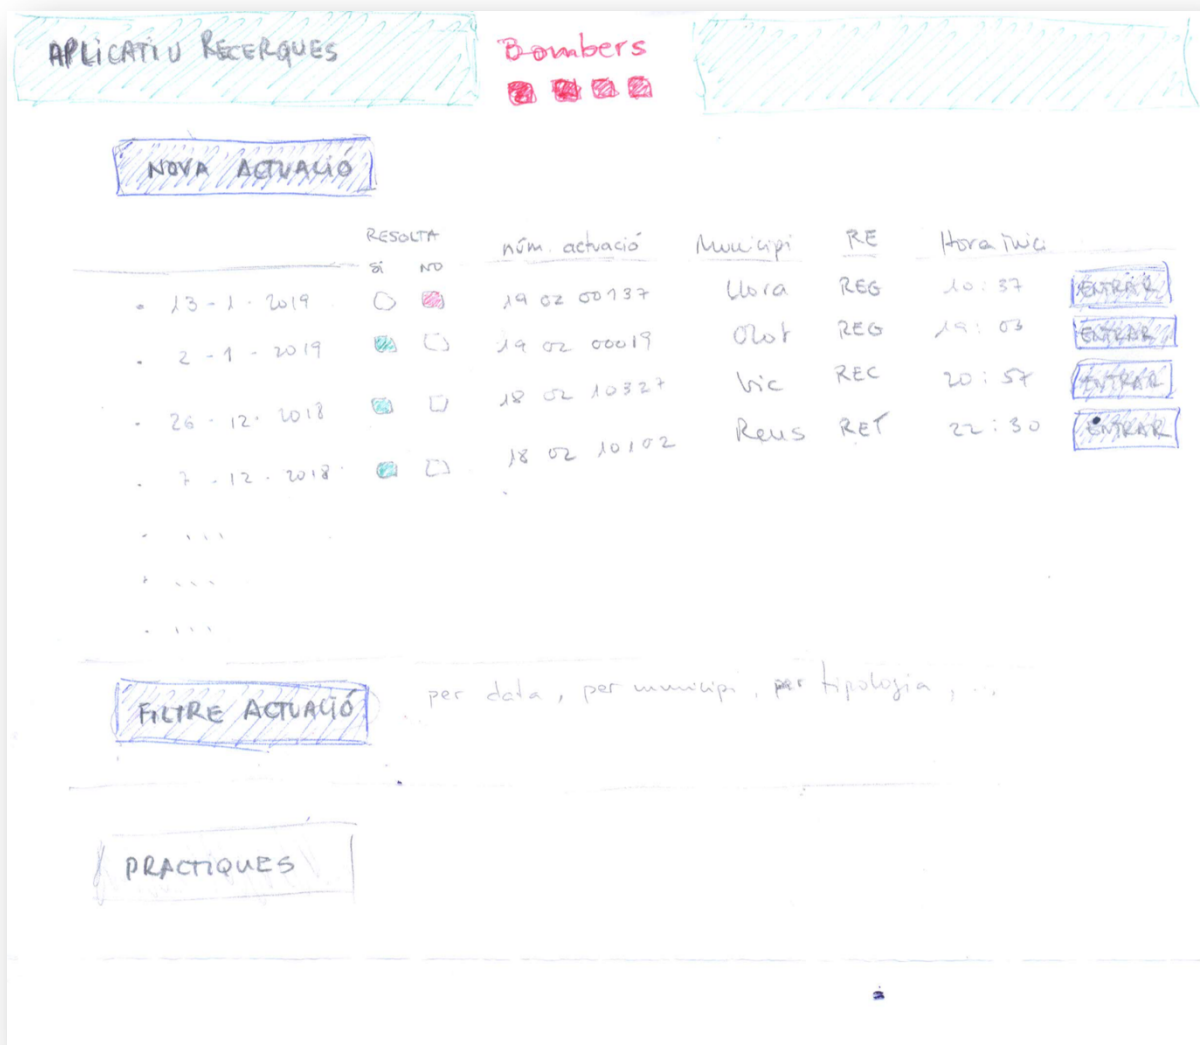 APLICATIU RECERQUES
Bombers
NOVA ACTUACIÓ
RESOLTA núm. actuació Municipi RE Hora inici
SI NO
13 - 1 - 2019 19 02 00137 Llora REG 10:37 ENTRAR
2 - 1 - 2019 19 02 00019 Olot REG 19:03 ENTRAR
26 - 12 - 2018 18 02 10327 Vic REC 20:57 ENTRAR
7 - 12 - 2018 18 02 10102 Reus RET 22:30 ENTRAR
...
...
...
FILTRE ACTUACIÓ per data, per municipi, per tipologia, ...
PRACTIQUES